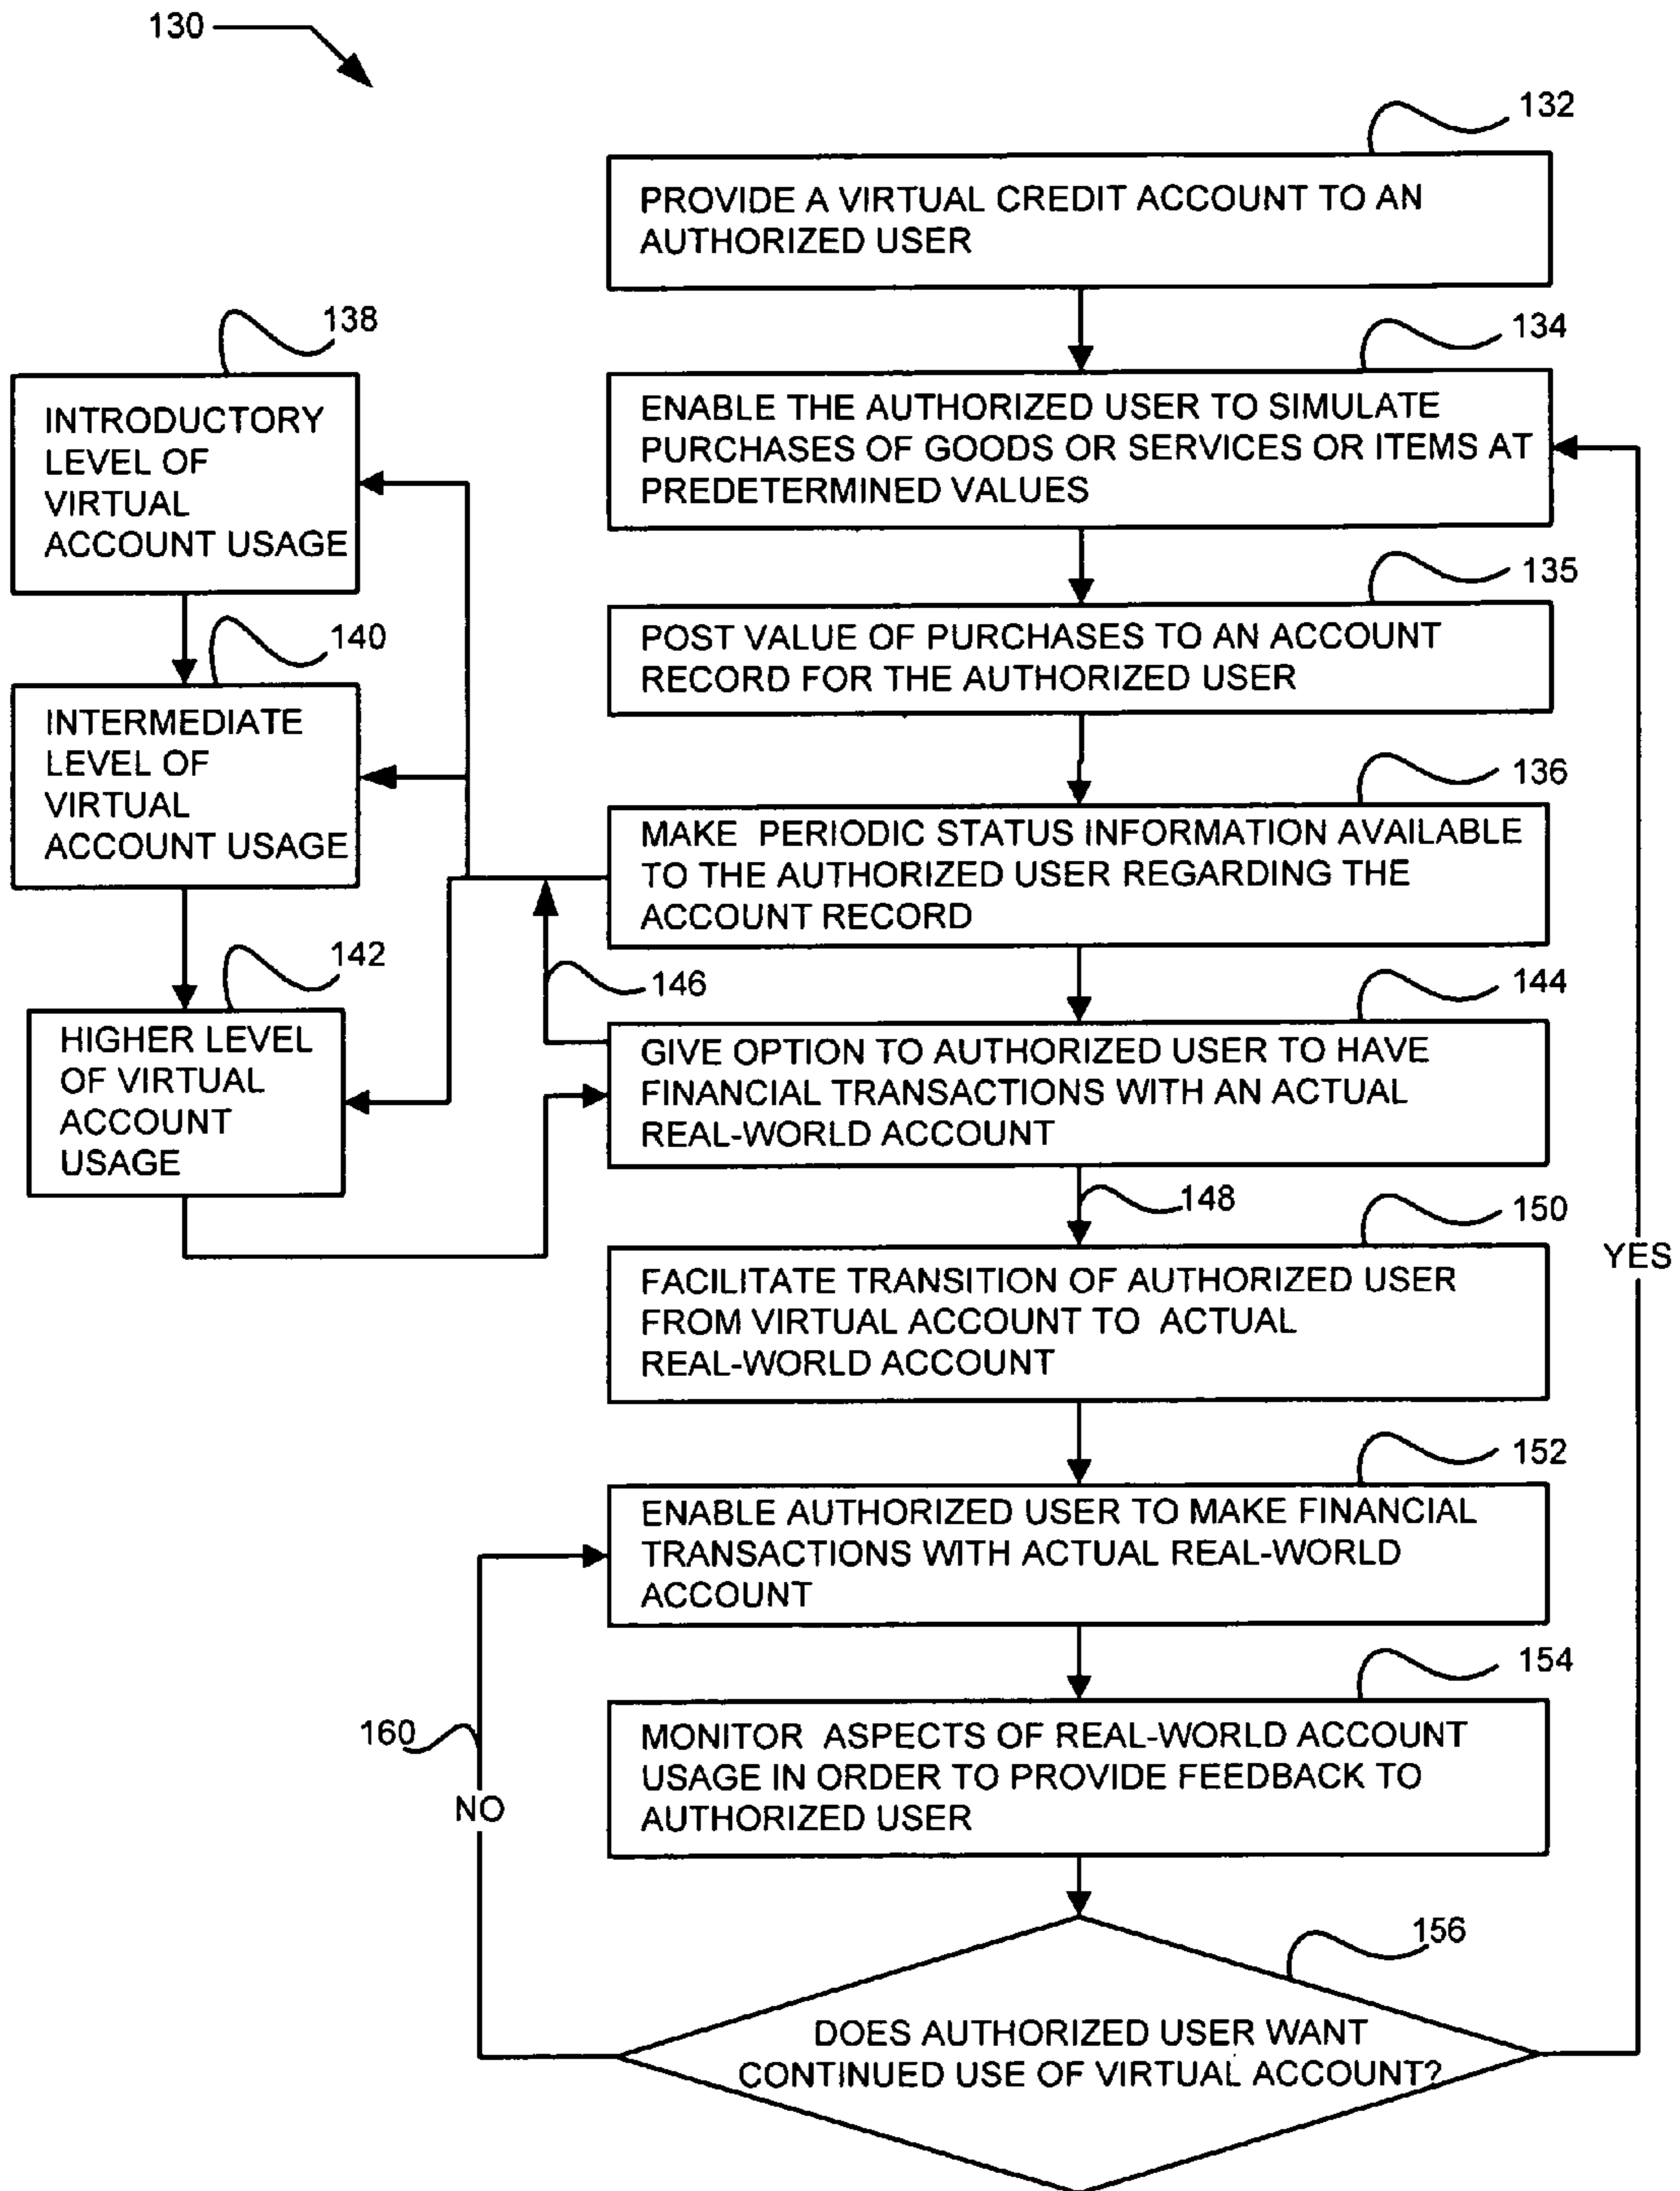 130
132
PROVIDE A VIRTUAL CREDIT ACCOUNT TO AN
AUTHORIZED USER
134
ENABLE THE AUTHORIZED USER TO SIMULATE
PURCHASES OF GOODS OR SERVICES OR ITEMS AT
PREDETERMINED VALUES
135
POST VALUE OF PURCHASES TO AN ACCOUNT
RECORD FOR THE AUTHORIZED USER
136
MAKE PERIODIC STATUS INFORMATION AVAILABLE
TO THE AUTHORIZED USER REGARDING THE
ACCOUNT RECORD
138
INTRODUCTORY
LEVEL OF
VIRTUAL
ACCOUNT USAGE
140
INTERMEDIATE
LEVEL OF
VIRTUAL
ACCOUNT USAGE
142
HIGHER LEVEL
OF VIRTUAL
ACCOUNT
USAGE
146
144
GIVE OPTION TO AUTHORIZED USER TO HAVE
FINANCIAL TRANSACTIONS WITH AN ACTUAL
REAL-WORLD ACCOUNT
148
150
FACILITATE TRANSITION OF AUTHORIZED USER
FROM VIRTUAL ACCOUNT TO ACTUAL
REAL-WORLD ACCOUNT
YES
152
ENABLE AUTHORIZED USER TO MAKE FINANCIAL
TRANSACTIONS WITH ACTUAL REAL-WORLD
ACCOUNT
154
MONITOR ASPECTS OF REAL-WORLD ACCOUNT
USAGE IN ORDER TO PROVIDE FEEDBACK TO
AUTHORIZED USER
160
NO
156
DOES AUTHORIZED USER WANT
CONTINUED USE OF VIRTUAL ACCOUNT?